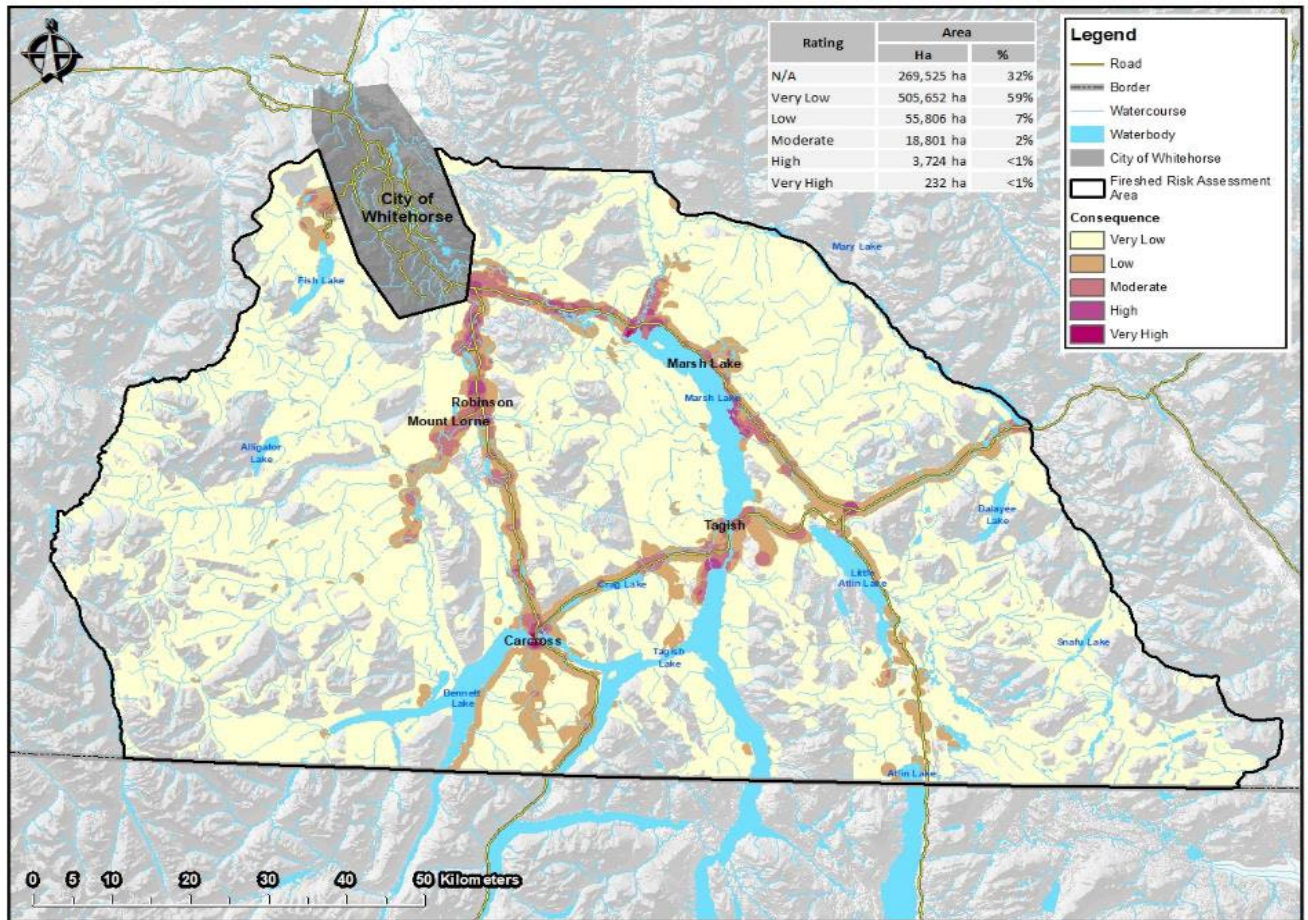 Rating Area
Ha %
N/A 269,525 ha 32%
Very Low 505,652 ha 59%
Low 55,806 ha 7%
Moderate 18,801 ha 2%
High 3,724 ha <1%
Very High 232 ha <1%
Legend
Road
Border
Watercourse
Waterbody
City of Whitehorse
Fireshed Risk Assessment
Area
Consequence
Very Low
Low
Moderate
High
Very High
City of
Whitehorse
Mary Lake
Fish Lake
Marsh Lake
Marsh Lake
Robinson
Mount Lorne
Alligator
Lake
Dalayee
Lake
Tagish
Little
Atlin Lake
Crag Lake
Carcross
Snafu Lake
Tagish
Lake
Bennett
Lake
Atlin Lake
0 5 10 20 30 40 50 Kilometers